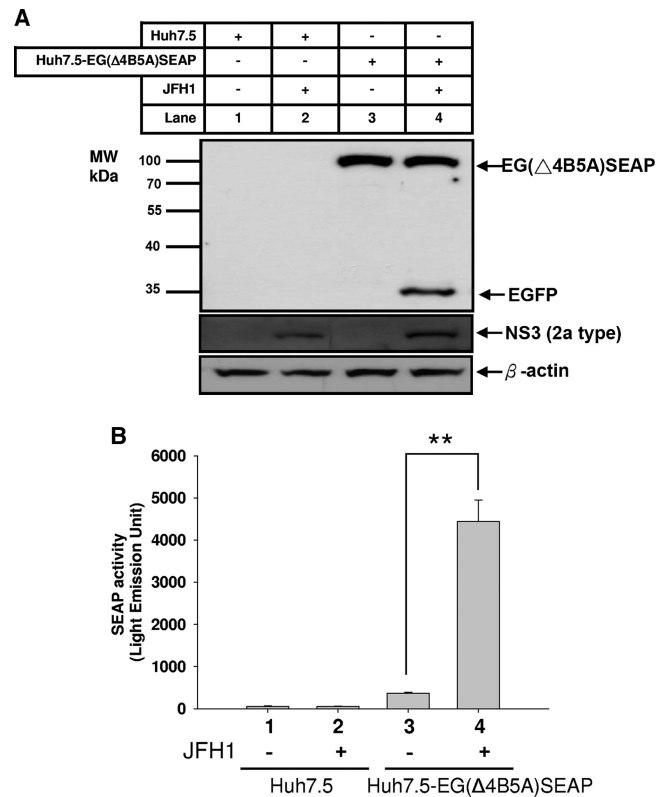 A
Huh7.5 + + - -
Huh7.5-EG(Δ4B5A)SEAP - - + +
JFH1 - + - +
Lane 1 2 3 4
MW
kDa
100
70
55
40
35
EG(△4B5A)SEAP
EGFP
NS3 (2a type)
β-actin
B
**
SEAP activity
(Light Emission Unit)
6000
5000
4000
3000
2000
1000
0
1 2 3 4
JFH1 - + - +
Huh7.5 Huh7.5-EG(Δ4B5A)SEAP